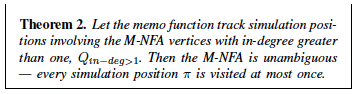 Theorem 2. Let the memo function track simulation posi-
tions involving the M-NFA vertices with in-degree greater
than one, Qin−deg>1. Then the M-NFA is unambiguous
— every simulation position π is visited at most once.